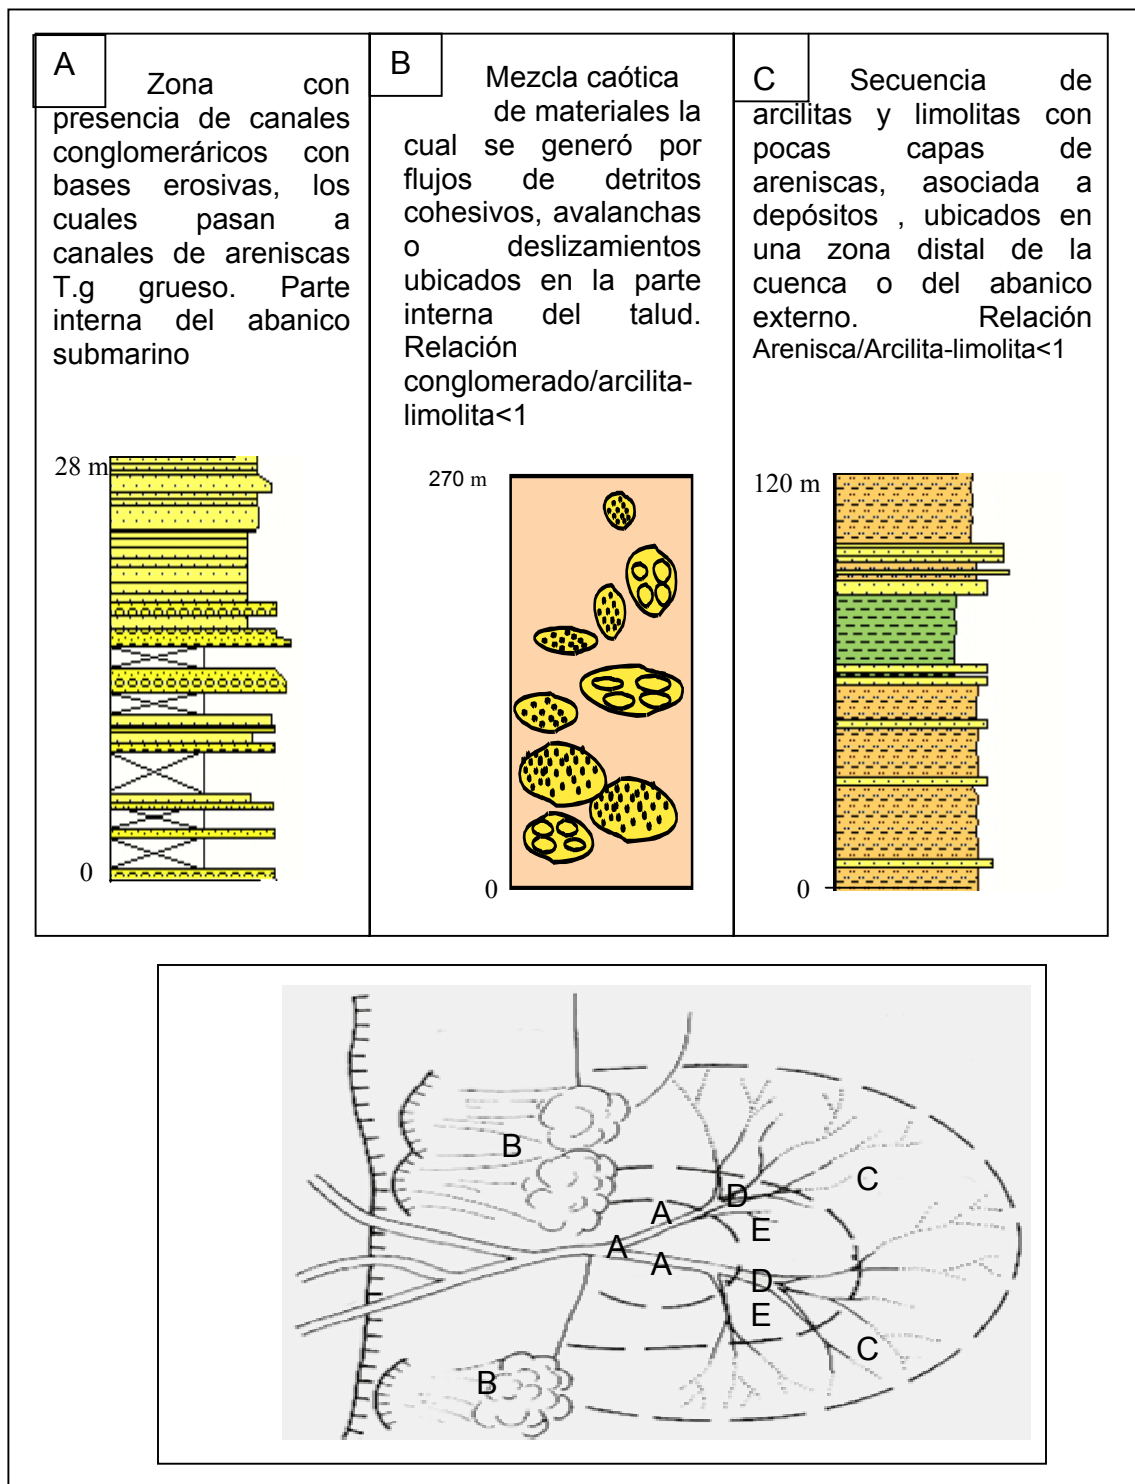 A
Zona con
presencia de canales
conglomeráricos con
bases erosivas, los
cuales pasan a
canales de areniscas
T.g grueso. Parte
interna del abanico
submarino
28 m
0
B
Mezcla caótica
de materiales la
cual se generó por
flujos de detritos
cohesivos, avalanchas
o deslizamientos
ubicados en la parte
interna del talud.
Relación
conglomerado/arcilita-
limolita<1
270 m
0
C
Secuencia de
arcilitas y limolitas con
pocas capas de
areniscas, asociada a
depósitos , ubicados en
una zona distal de la
cuenca o del abanico
externo. Relación
Arenisca/Arcilita-limolita<1
120 m
0
B
C
D
A
E
A
A
D
E
C
B